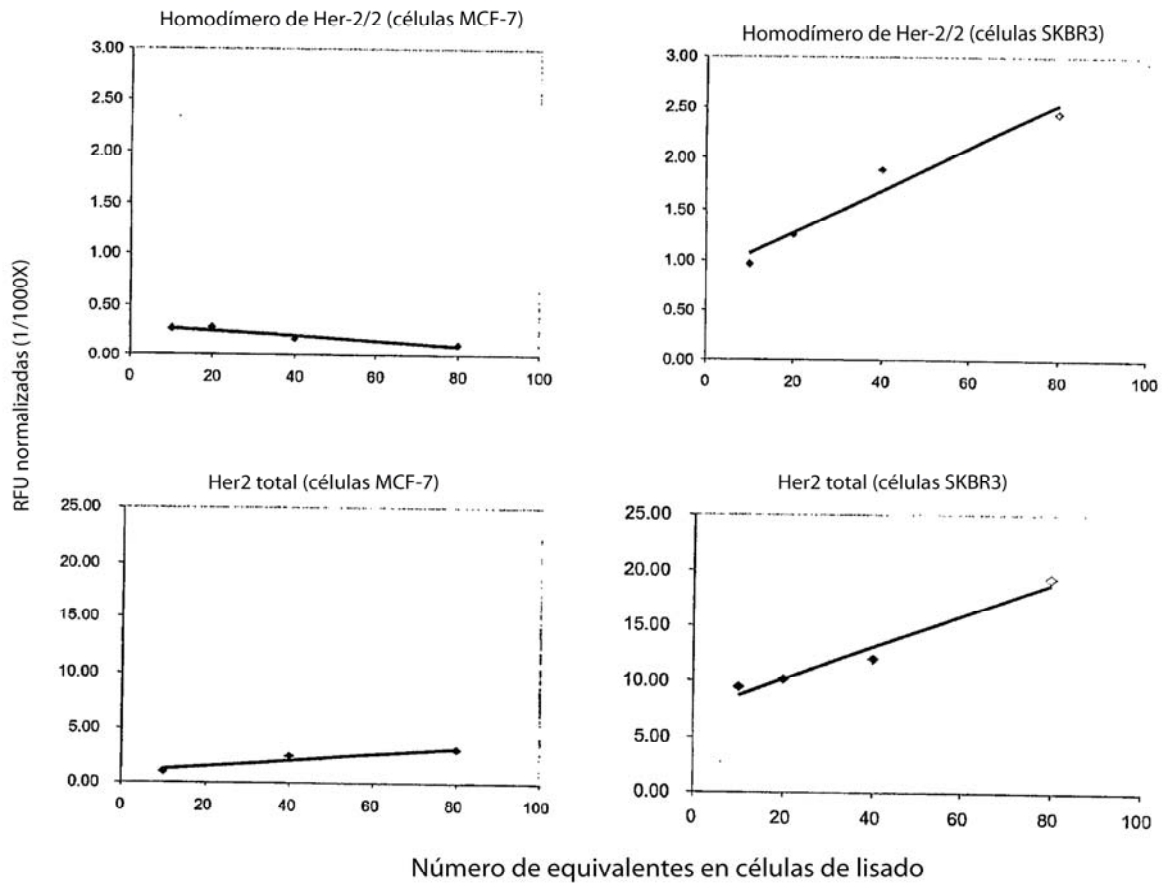 Homodímero de Her-2/2 (células MCF-7)
3.00
2.50
2.00
1.50
1.00
0.50
0.00
0 20 40 60 80 100
Homodímero de Her-2/2 (células SKBR3)
3.00
2.50
2.00
1.50
1.00
0.50
0.00
0 20 40 60 80 100
RFU normalizadas (1/1000X)
Her2 total (células MCF-7)
25.00
20.00
15.00
10.00
5.00
0.00
0 20 40 60 80 100
Her2 total (células SKBR3)
25.00
20.00
15.00
10.00
5.00
0.00
0 20 40 60 80 100
Número de equivalentes en células de lisado